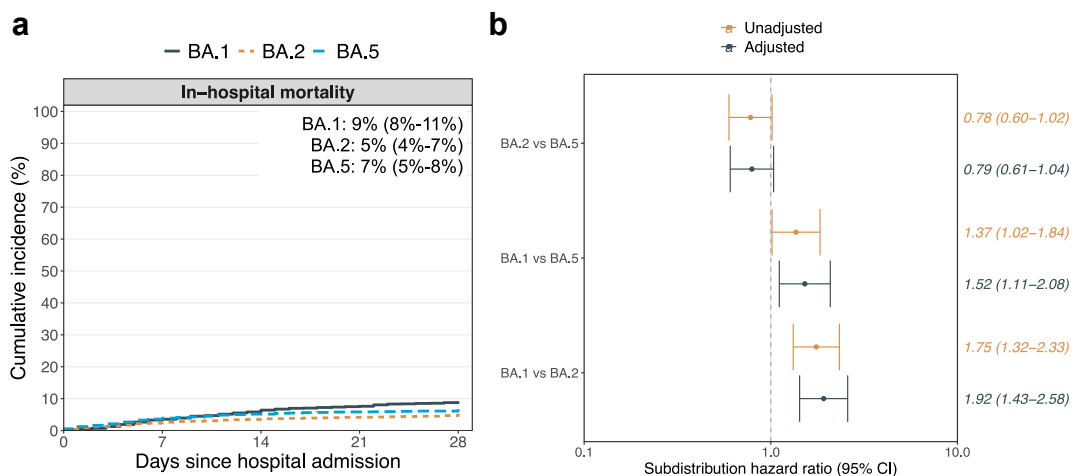 a
BA.1 BA.2 BA.5
In-hospital mortality
BA.1: 9% (8%-11%)
BA.2: 5% (4%-7%)
BA.5: 7% (5%-8%)
Cumulative incidence (%)
100
90
80
70
60
50
40
30
20
10
0
0 7 14 21 28
Days since hospital admission
b
Unadjusted
Adjusted
BA.2 vs BA.5
0.78 (0.60–1.02)
0.79 (0.61–1.04)
BA.1 vs BA.5
1.37 (1.02–1.84)
1.52 (1.11–2.08)
BA.1 vs BA.2
1.75 (1.32–2.33)
1.92 (1.43–2.58)
0.1 1.0 10.0
Subdistribution hazard ratio (95% CI)